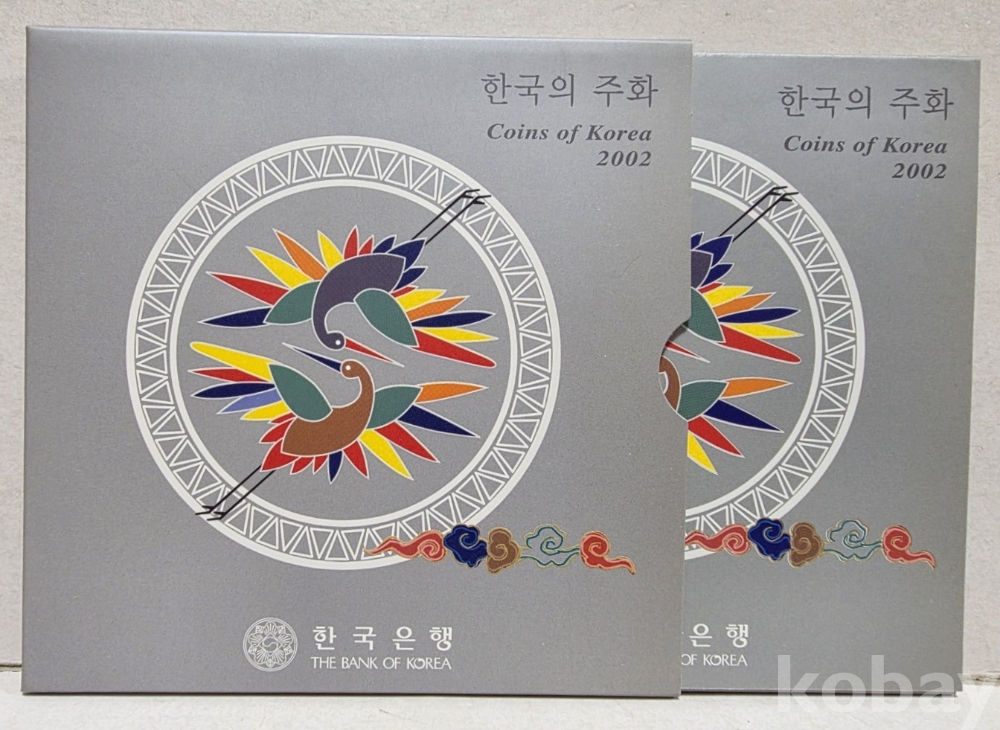 한국의 주화
Coins of Korea
2002
한국은행
THE BANK OF KOREA
한국의 주화
Coins of Korea
2002
은행
OF KOREA
kobay